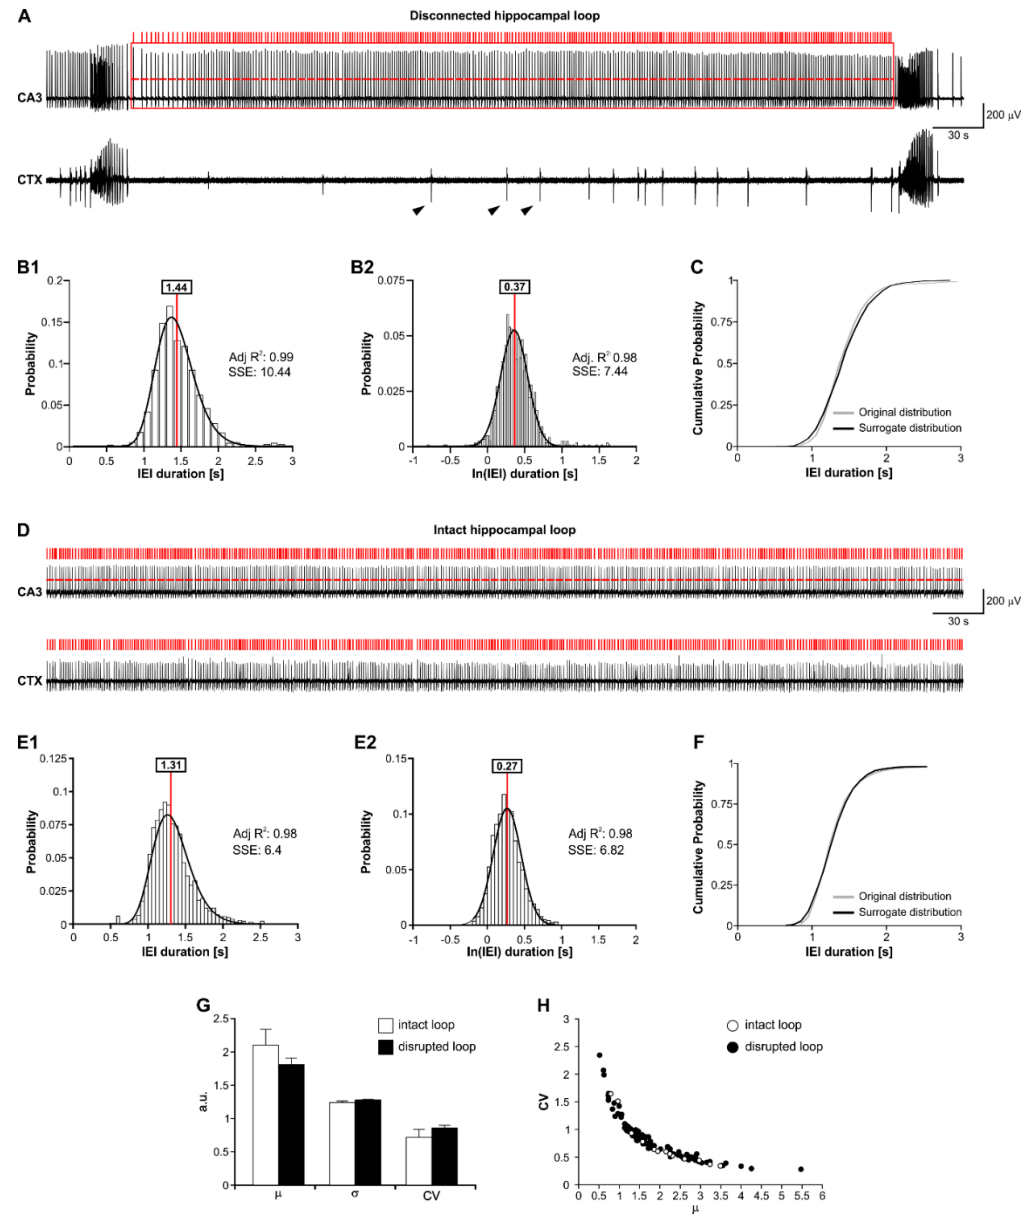 A
Disconnected hippocampal loop
CA3
200 µV
30 s
CTX
B1
0.2
0.15
0.1
0.05
0
Probability
1.44
Adj R²: 0.99
SSE: 10.44
0 0.5 1 1.5 2 2.5 3
IEI duration [s]
B2
0.075
0.05
0.025
0
Probability
0.37
Adj. R² 0.98
SSE: 7.44
-1 -0.5 0 0.5 1 1.5 2
ln(IEI) duration [s]
C
1
0.75
0.5
0.25
0
Cumulative Probability
Original distribution
Surrogate distribution
0 1 2 3
IEI duration [s]
D
Intact hippocampal loop
CA3
200 µV
30 s
CTX
E1
0.125
0.1
0.075
0.05
0.025
0
Probability
1.31
Adj R²: 0.98
SSE: 6.4
0 0.5 1 1.5 2 2.5 3
IEI duration [s]
E2
0.15
0.1
0.05
0
Probability
0.27
Adj R²: 0.98
SSE: 6.82
-1 -0.5 0 0.5 1 1.5 2
ln(IEI) duration [s]
F
1
0.75
0.5
0.25
0
Cumulative Probability
Original distribution
Surrogate distribution
0 1 2 3
IEI duration [s]
G
2.5
2
1.5
1
0.5
0
a.u.
intact loop
disrupted loop
µ σ CV
H
3
2.5
2
1.5
1
0.5
0
CV
intact loop
disrupted loop
0 0.5 1 1.5 2 2.5 3 3.5 4 4.5 5 5.5 6
µ